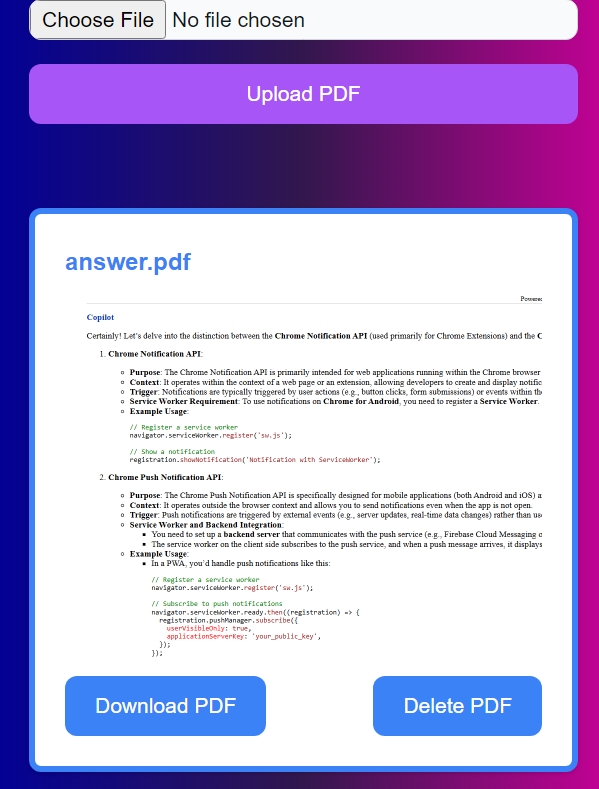 Choose File No file chosen
Upload PDF
answer.pdf
Powered
Copilot
Certainly! Let's delve into the distinction between the Chrome Notification API (used primarily for Chrome Extensions) and the C
1. Chrome Notification API:
Purpose: The Chrome Notification API is primarily intended for web applications running within the Chrome browser
Context: It operates within the context of a web page or an extension, allowing developers to create and display notific
Trigger: Notifications are typically triggered by user actions (e.g., button clicks, form submissions) or events within th
Service Worker Requirement: To use notifications on Chrome for Android, you need to register a Service Worker.
Example Usage:
// Register a service worker
navigator.serviceWorker.register('sw.js');
// Show a notification
registration.showNotification('Notification with ServiceWorker');
2. Chrome Push Notification API:
Purpose: The Chrome Push Notification API is specifically designed for mobile applications (both Android and iOS) a
Context: It operates outside the browser context and allows you to send notifications even when the app is not open.
Trigger: Push notifications are triggered by external events (e.g., server updates, real-time data changes) rather than us
Service Worker and Backend Integration:
You need to set up a backend server that communicates with the push service (e.g., Firebase Cloud Messaging o
The service worker on the client side subscribes to the push service, and when a push message arrives, it displays
Example Usage:
In a PWA, you'd handle push notifications like this:
// Register a service worker
navigator.serviceWorker.register('sw.js');
// Subscribe to push notifications
navigator.serviceWorker.ready.then((registration) => {
registration.pushManager.subscribe({
userVisibleOnly: true,
applicationServerKey: 'your_public_key',
});
});
Download PDF Delete PDF